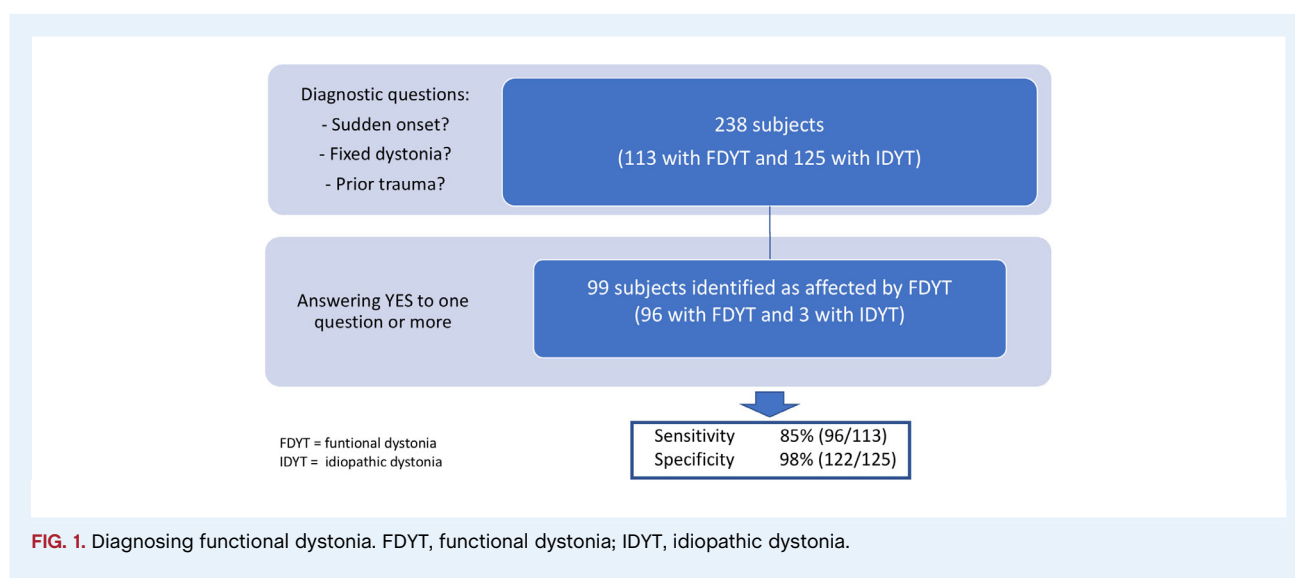 Diagnostic questions:
- Sudden onset?
- Fixed dystonia?
- Prior trauma?
238 subjects
(113 with FDYT and 125 with IDYT)
Answering YES to one
question or more
99 subjects identified as affected by FDYT
(96 with FDYT and 3 with IDYT)
Sensitivity 85% (96/113)
Specificity 98% (122/125)
FDYT = funtional dystonia
IDYT = idiopathic dystonia
FIG. 1. Diagnosing functional dystonia. FDYT, functional dystonia; IDYT, idiopathic dystonia.